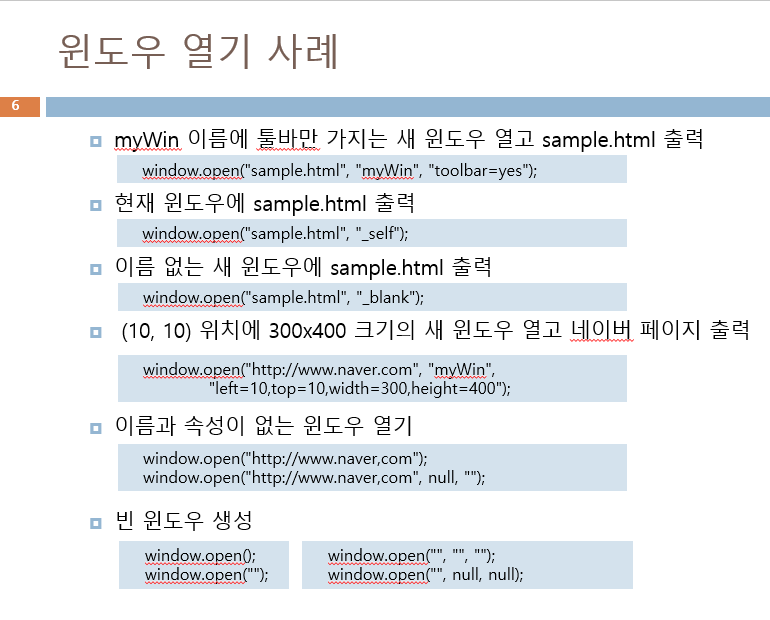 윈도우 열기 사례
6
myWin 이름에 툴바만 가지는 새 윈도우 열고 sample.html 출력
window.open("sample.html", "myWin", "toolbar=yes");
현재 윈도우에 sample.html 출력
window.open("sample.html", "_self");
이름 없는 새 윈도우에 sample.html 출력
window.open("sample.html", "_blank");
(10, 10) 위치에 300x400 크기의 새 윈도우 열고 네이버 페이지 출력
window.open("http://www.naver.com", "myWin",
"left=10,top=10,width=300,height=400");
이름과 속성이 없는 윈도우 열기
window.open("http://www.naver,com");
window.open("http://www.naver,com", null, "");
빈 윈도우 생성
window.open();
window.open("");
window.open("", "", "");
window.open("", null, null);